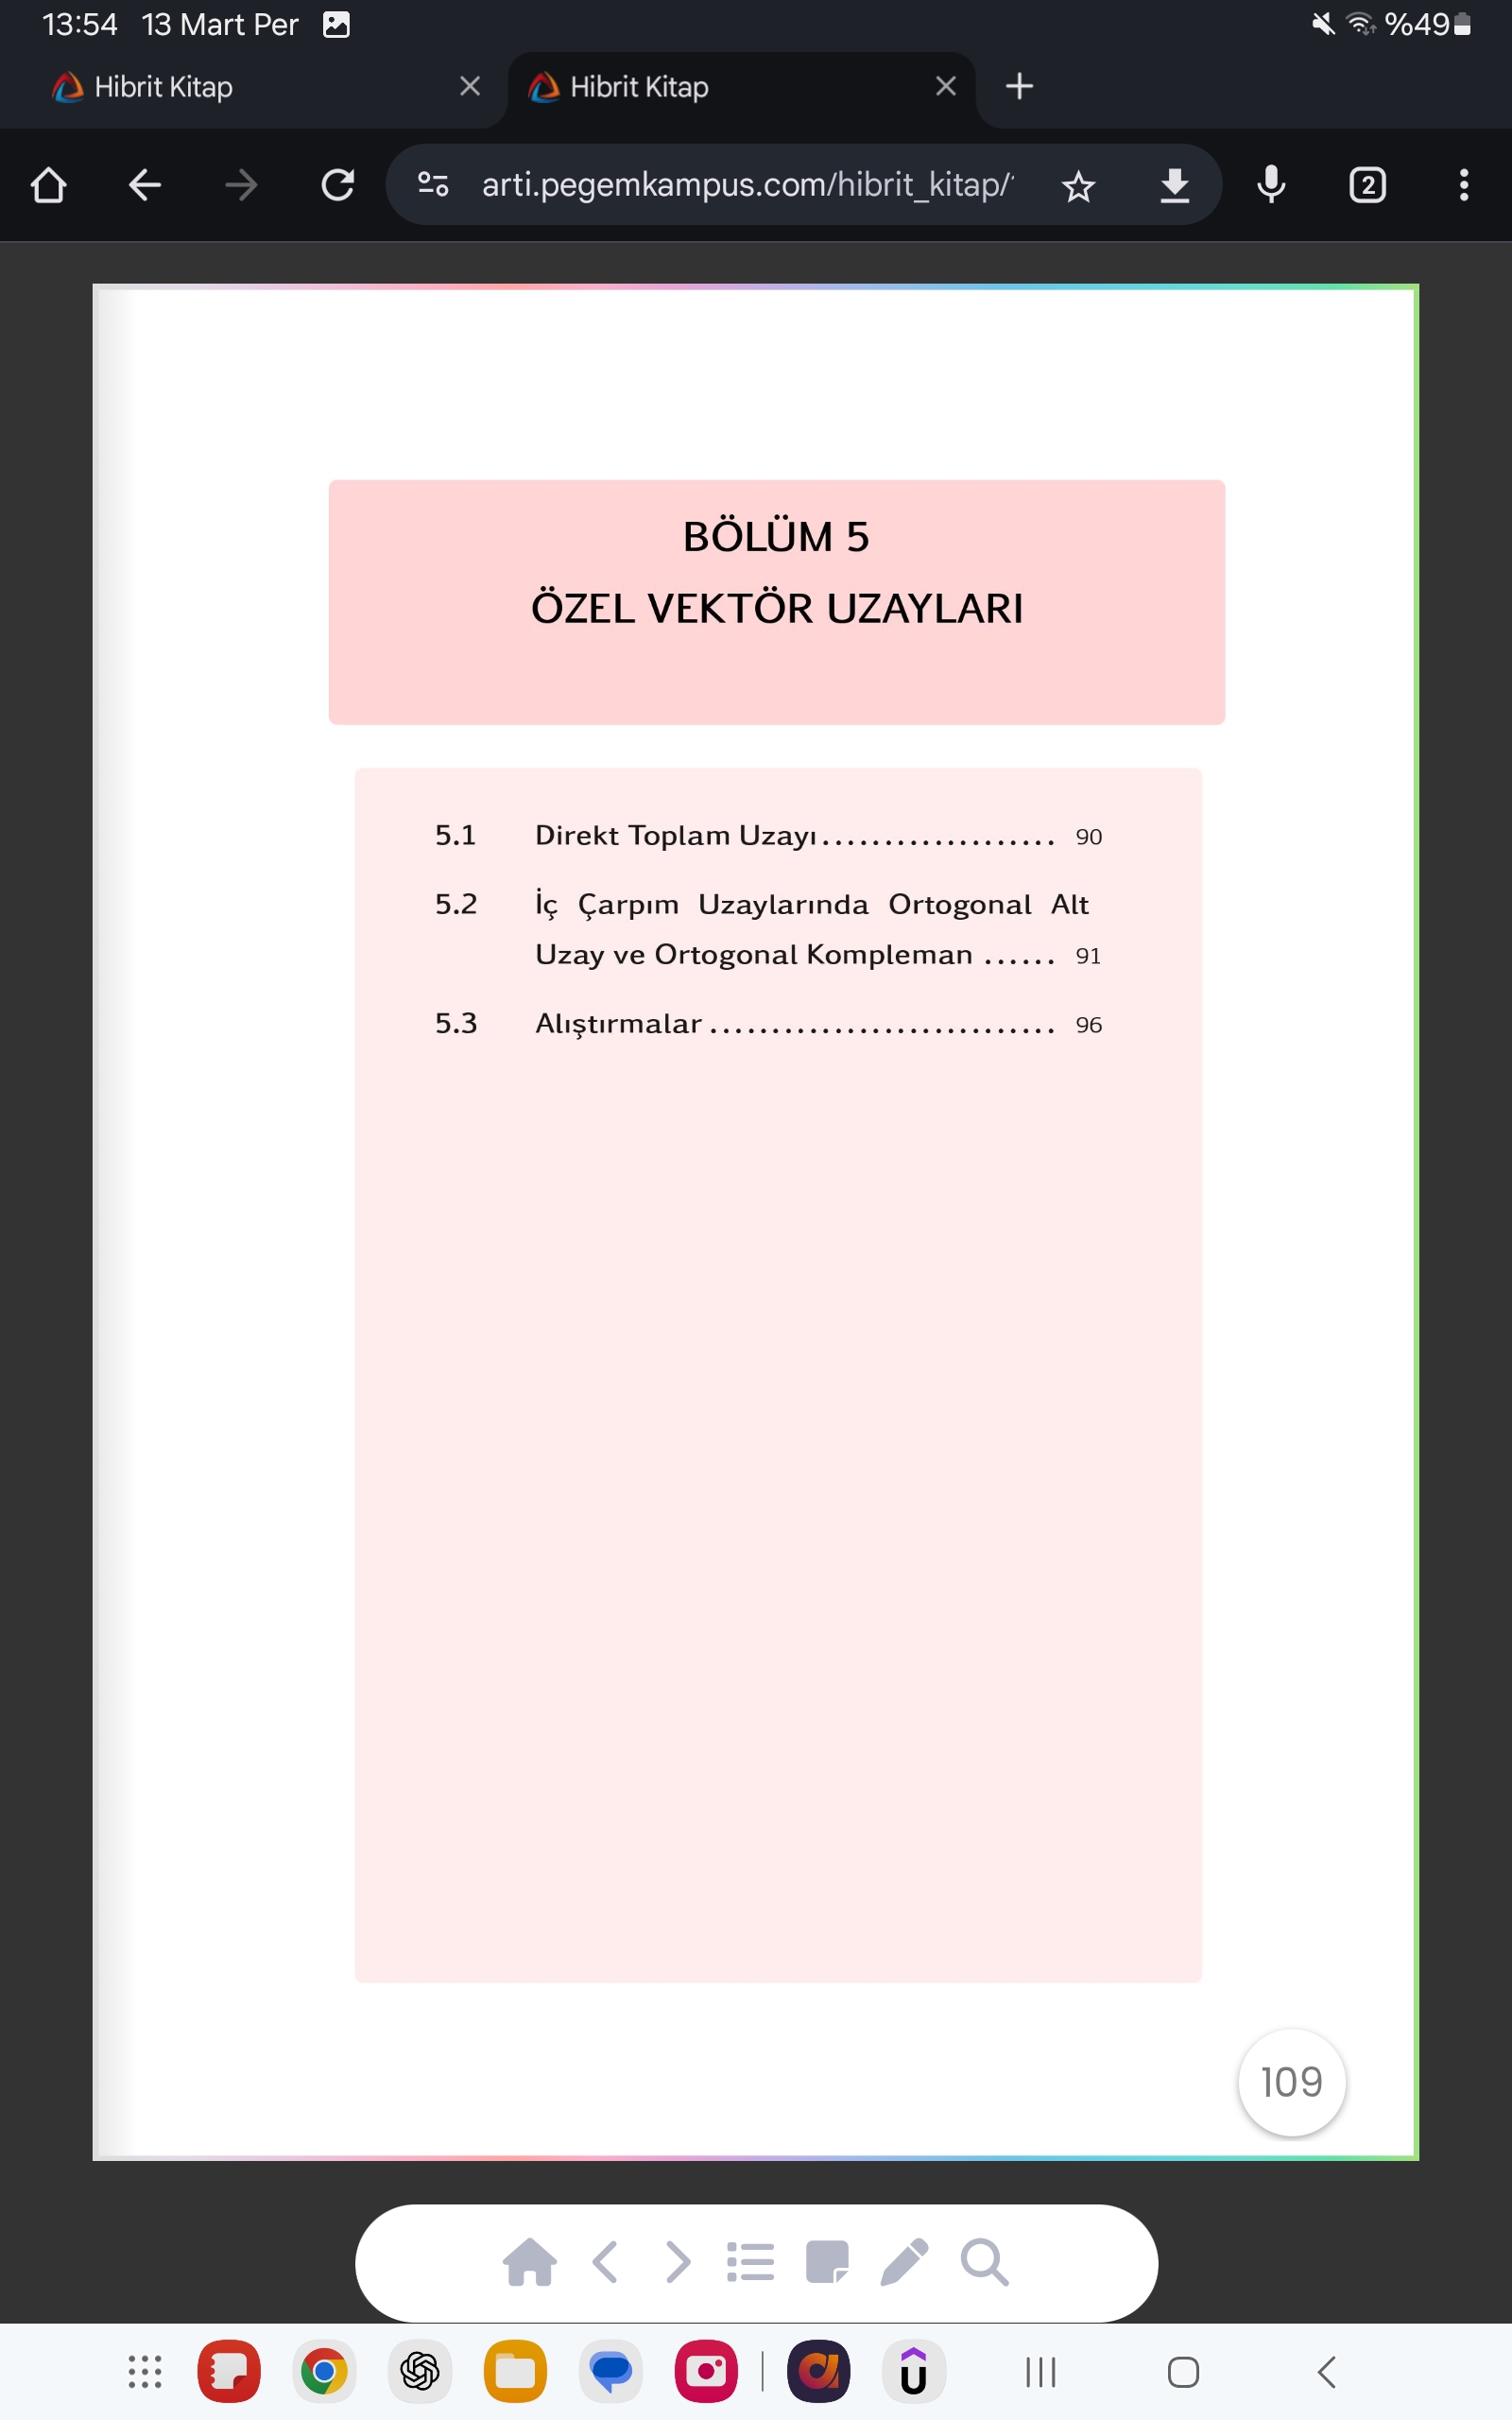 13:54 13 Mart Per %49
Hibrit Kitap Hibrit Kitap
arti.pegemkampus.com/hibrit_kitap/ 2
BÖLÜM 5
ÖZEL VEKTÖR UZAYLARI
5.1 Direkt Toplam Uzayı................... 90
5.2 İç Çarpım Uzaylarında Ortogonal Alt
Uzay ve Ortogonal Kompleman ...... 91
5.3 Alıştırmalar............................ 96
109